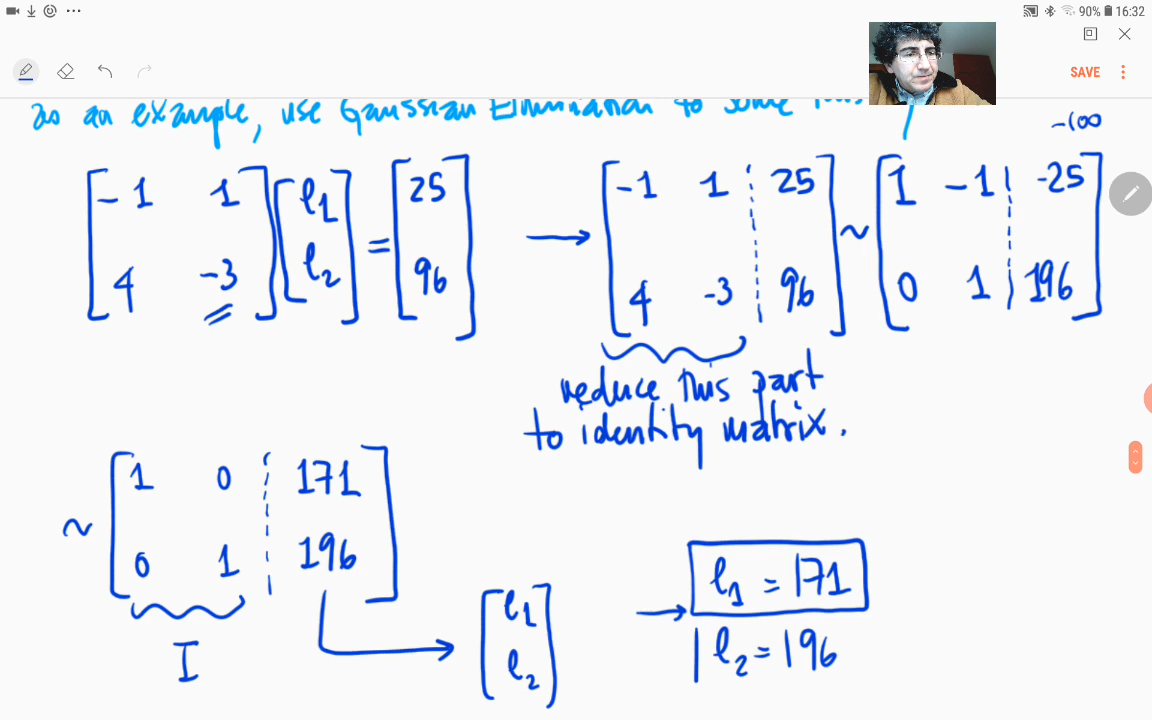 90% 16:32
SAVE
as an example, use Gaussian Elimination to
-100
[-1 1] [l1] = [25] → [-1 1 ¦ 25] ~ [1 -1 ¦ -25]
[4 -3] [l2] [96] [4 -3 ¦ 96] [0 1 ¦ 196]
reduce this part
to identity matrix.
~ [1 0 ¦ 171]
[0 1 ¦ 196]
I
[l1]
[l2]
→ l1 = 171
l2 = 196